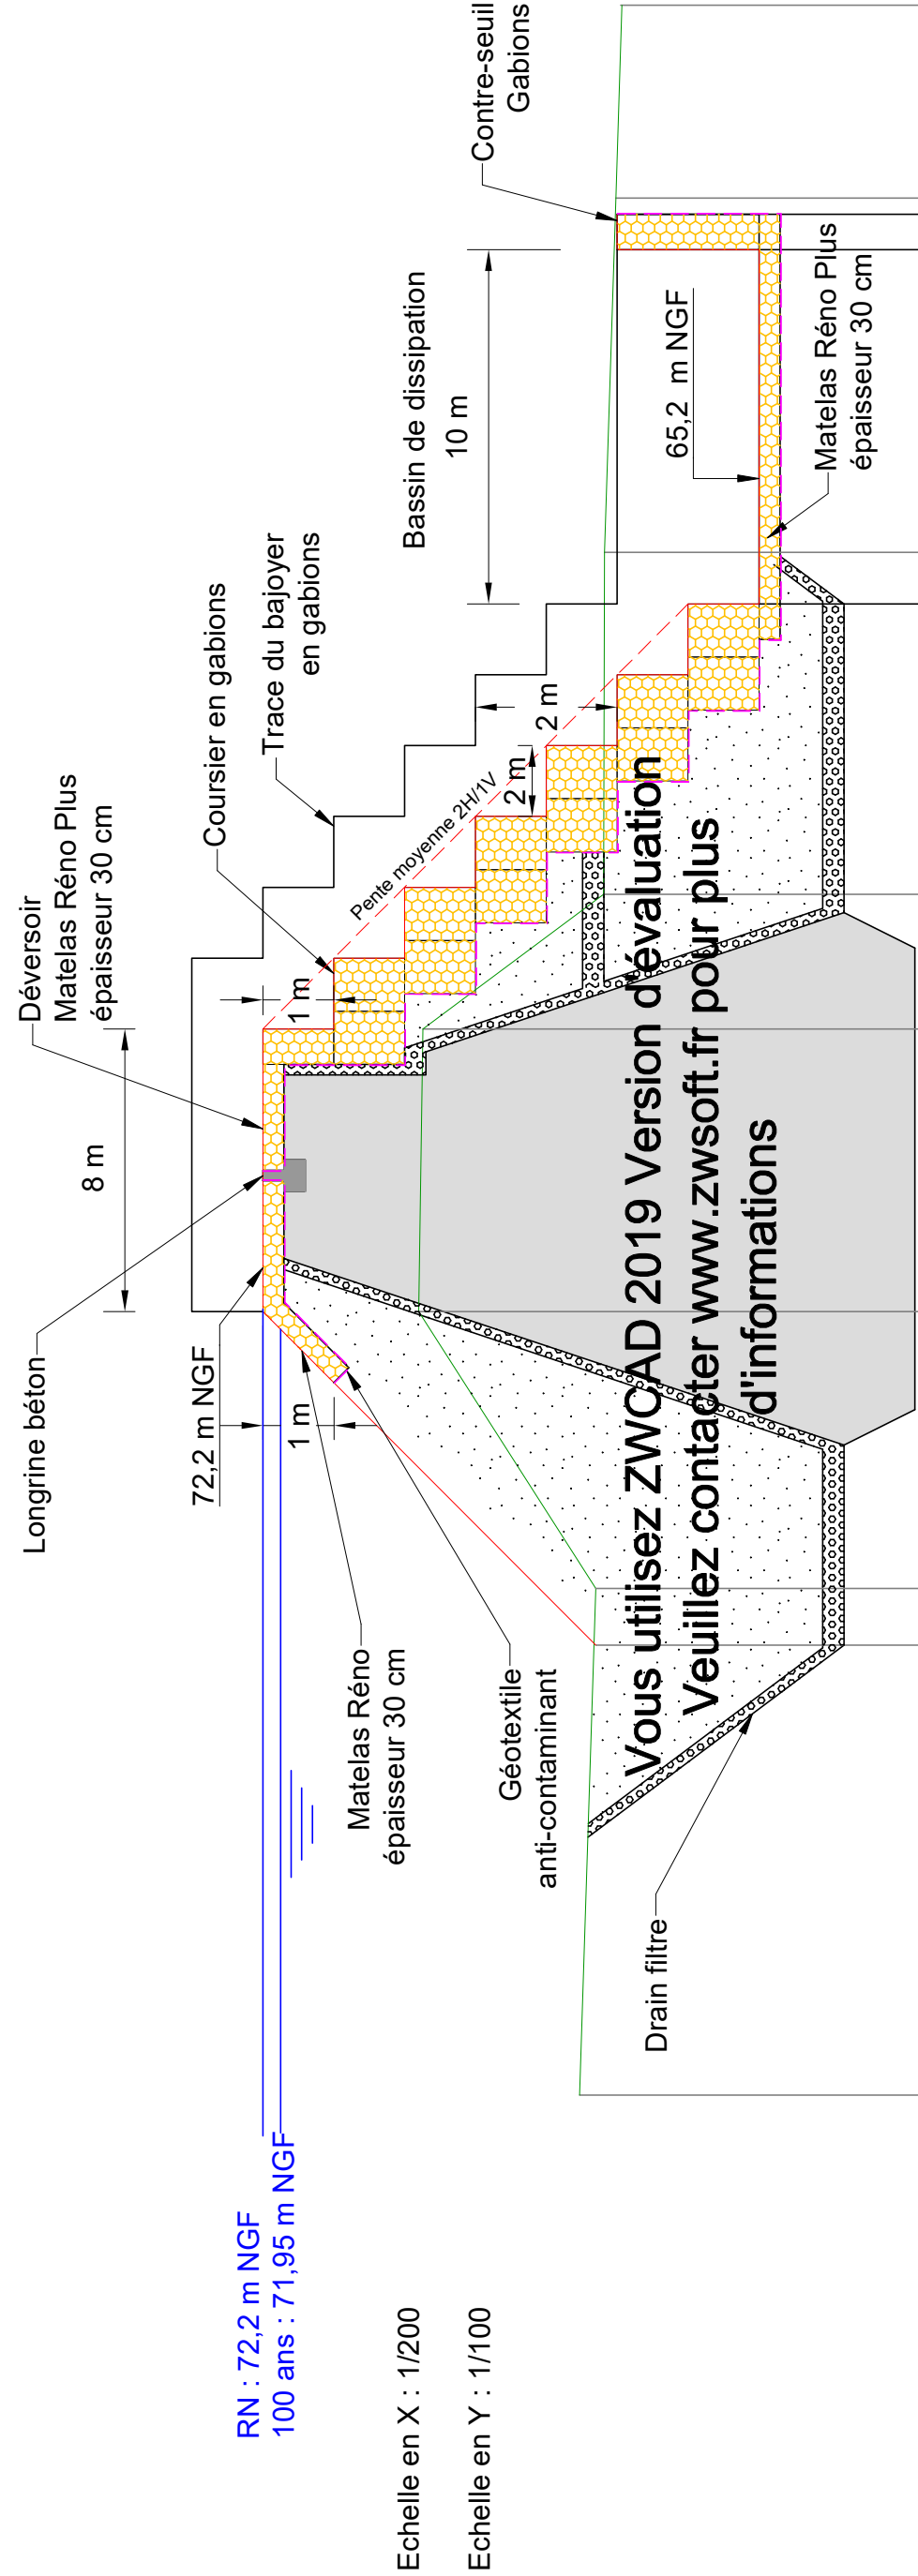 Longrine béton
Déversoir
Matelas Réno Plus
épaisseur 30 cm
8 m
Coursier en gabions
Trace du bajoyer
en gabions
Bassin de dissipation
10 m
Contre-seuil
Gabions
RN : 72,2 m NGF
100 ans : 71,95 m NGF
72,2 m NGF
1 m
1 m
Pente moyenne 2H/1V
2 m
2 m
65,2 m NGF
Matelas Réno
épaisseur 30 cm
Géotextile
anti-contaminant
Matelas Réno Plus
épaisseur 30 cm
Drain filtre
Echelle en X : 1/200
Echelle en Y : 1/100
Vous utilisez ZWCAD 2019 Version d'évaluation
Veuillez contacter www.zwsoft.fr pour plus
d'informations